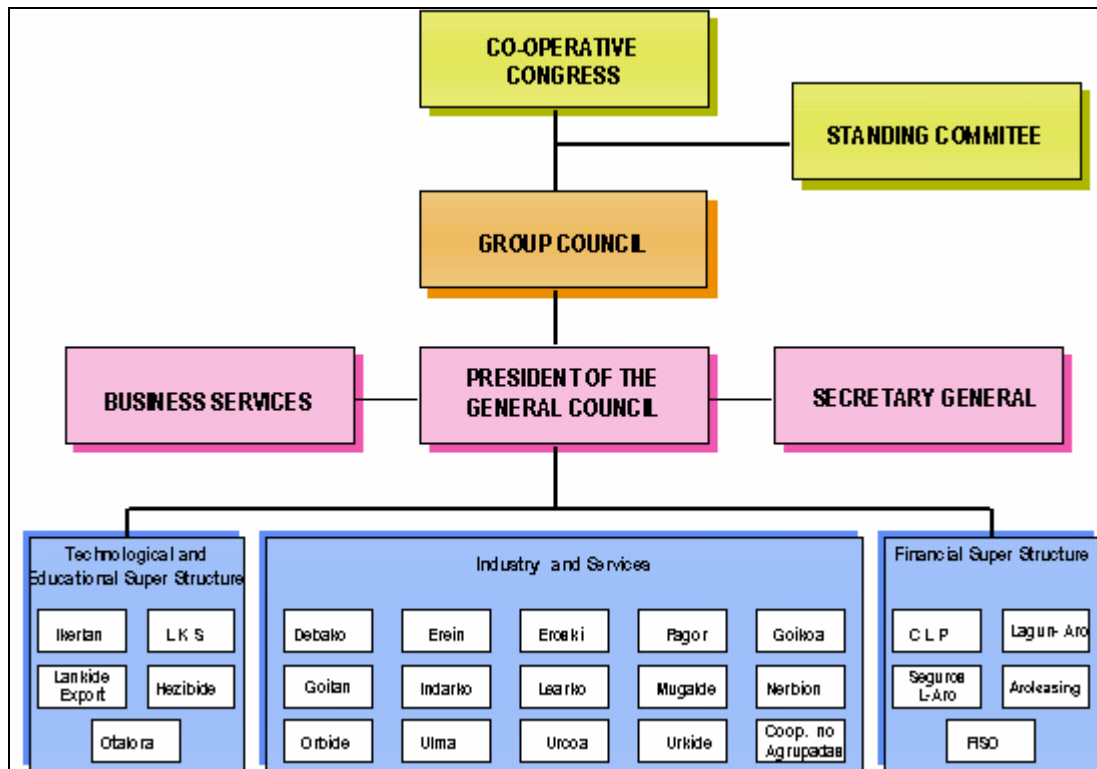 CO-OPERATIVE
CONGRESS
STANDING COMMITEE
GROUP COUNCIL
BUSINESS SERVICES
PRESIDENT OF THE
GENERAL COUNCIL
SECRETARY GENERAL
Technological and
Educational Super Structure
Ikerlan
L K S
Lankide
Export
Hezibide
Otalora
Industry and Services
Debako
Erein
Eroski
Fagor
Goikoa
Goilan
Indarko
Learko
Mugalde
Nerbion
Orbide
Ulma
Urcoa
Urkide
Coop. no
Agrupadas
Financial Super Structure
C L P
Lagun- Aro
Seguros
L-Aro
Aroleasing
FISO